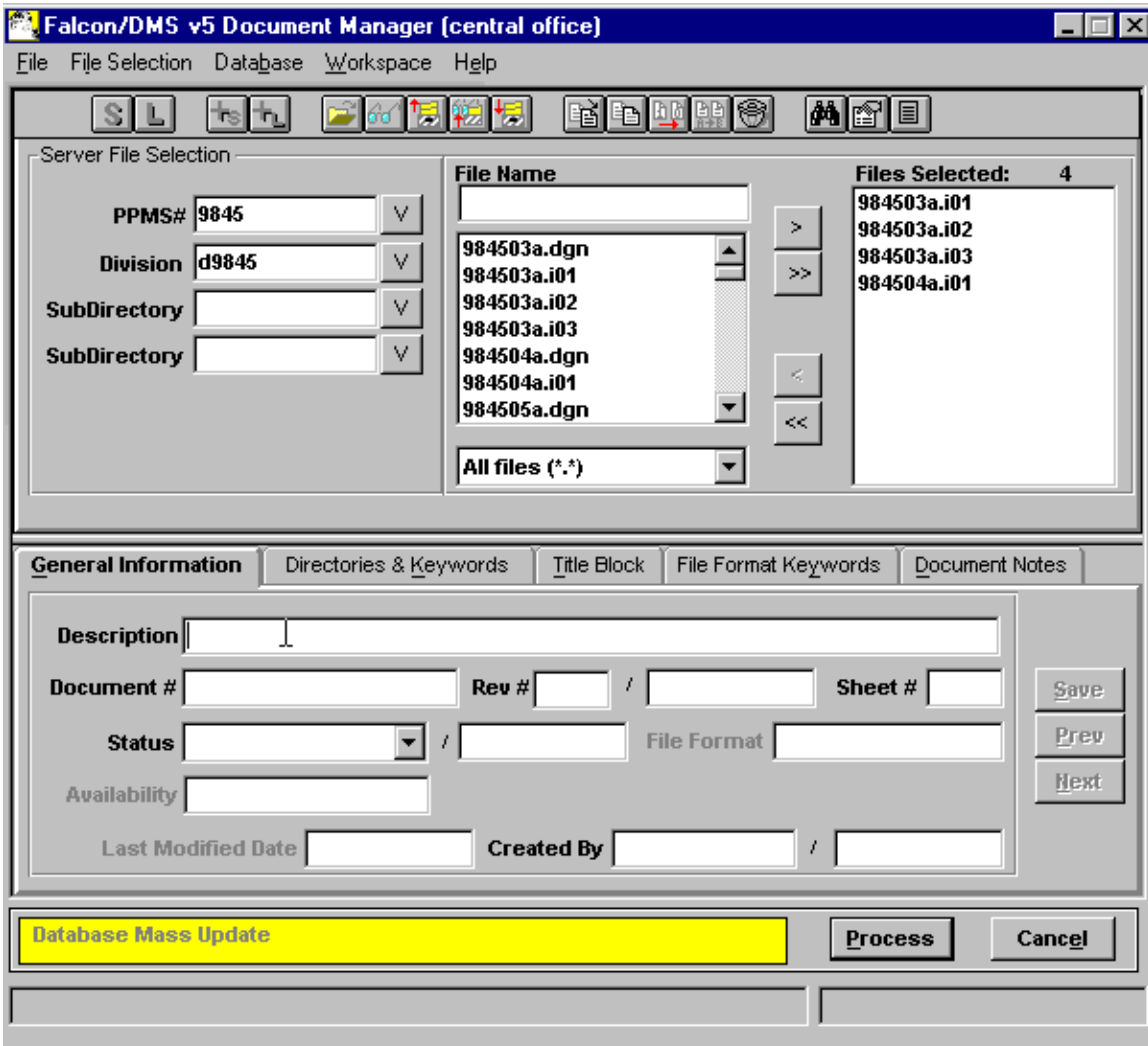 Falcon/DMS v5 Document Manager (central office)
File File Selection Database Workspace Help
S L
Server File Selection
PPMS# 9845 V
Division d9845 V
SubDirectory V
SubDirectory V
File Name
984503a.dgn
984503a.i01
984503a.i02
984503a.i03
984504a.dgn
984504a.i01
984505a.dgn
All files (*.*)
>
>>
<
<<
Files Selected: 4
984503a.i01
984503a.i02
984503a.i03
984504a.i01
General Information Directories & Keywords Title Block File Format Keywords Document Notes
Description
Document # Rev # / Sheet #
Status / File Format
Availability
Last Modified Date Created By /
Save
Prev
Next
Database Mass Update Process Cancel